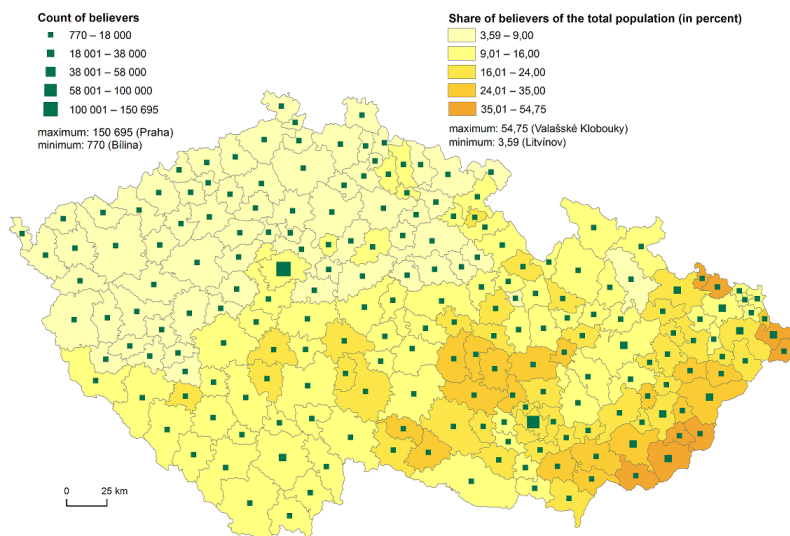 Count of believers
770 – 18 000
18 001 – 38 000
38 001 – 58 000
58 001 – 100 000
100 001 – 150 695
maximum: 150 695 (Praha)
minimum: 770 (Bílina)
Share of believers of the total population (in percent)
3,59 – 9,00
9,01 – 16,00
16,01 – 24,00
24,01 – 35,00
35,01 – 54,75
maximum: 54,75 (Valašské Klobouky)
minimum: 3,59 (Litvínov)
0 25 km